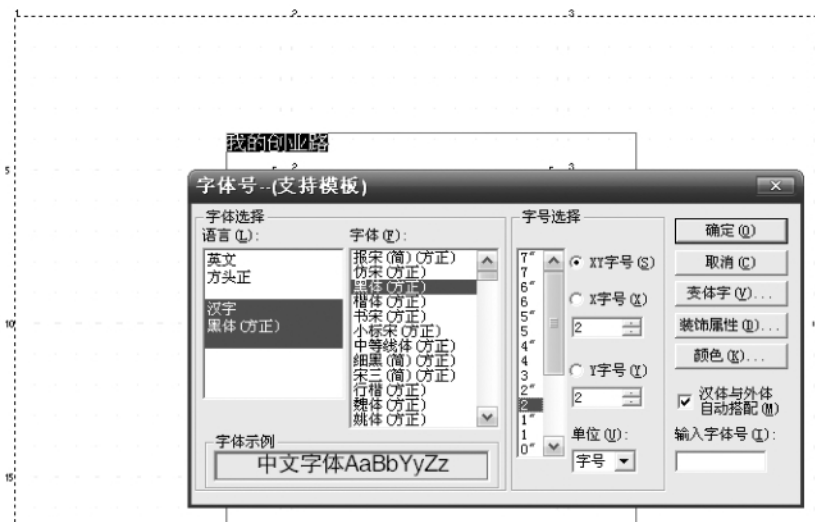 1 2 3
我的创业路
2 3
5
字体号--(支持模板)
字体选择
语言(L):
英文
方头正
汉字
黑体(方正)
字体(F):
报宋(简)(方正)
仿宋(方正)
黑体(方正)
楷体(方正)
书宋(方正)
小标宋(方正)
中等线体(方正)
细黑(简)(方正)
宋三(简)(方正)
行楷(方正)
魏体(方正)
姚体(方正)
字体示例
中文字体AaBbYyZz
字号选择
7"
7
6"
6
5"
5
4"
4
3
2"
2
1"
1
0"
XY字号(S)
X字号(X)
2
Y字号(Y)
2
单位(U):
字号
确定(O)
取消(C)
变体字(V)...
装饰属性(D)...
颜色(K)...
汉体与外体
自动搭配(M)
输入字体号(I):
10
15